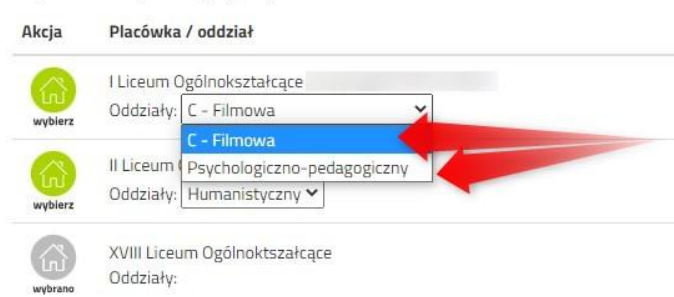 Akcja Placówka / oddział
I Liceum Ogólnokształcące
Oddziały: C - Filmowa
wybierz
C - Filmowa
II Liceum
Psychologiczno-pedagogiczny
Oddziały: Humanistyczny
wybierz
XVIII Liceum Ogólnoktszałcące
Oddziały:
wybrano